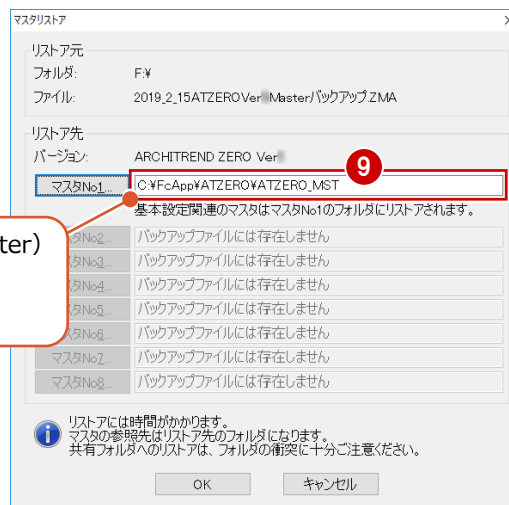 マスタリストア
リストア元
フォルダ: F:¥
ファイル: 2019_2_15ATZEROVer Masterバックアップ.ZMA
リストア先
バージョン: ARCHITREND ZERO Ver
9
マスタNo1... C:¥FcApp¥ATZERO¥ATZERO_MST
基本設定関連のマスタはマスタNo1のフォルダにリストアされます。
ter)
スタNo2... バックアップファイルには存在しません
スタNo3... バックアップファイルには存在しません
スタNo4... バックアップファイルには存在しません
スタNo5... バックアップファイルには存在しません
スタNo6... バックアップファイルには存在しません
マスタNo7... バックアップファイルには存在しません
マスタNo8... バックアップファイルには存在しません
リストアには時間がかかります。
マスタの参照先はリストア先のフォルダになります。
共有フォルダへのリストアは、フォルダの衝突に十分ご注意ください。
OK キャンセル